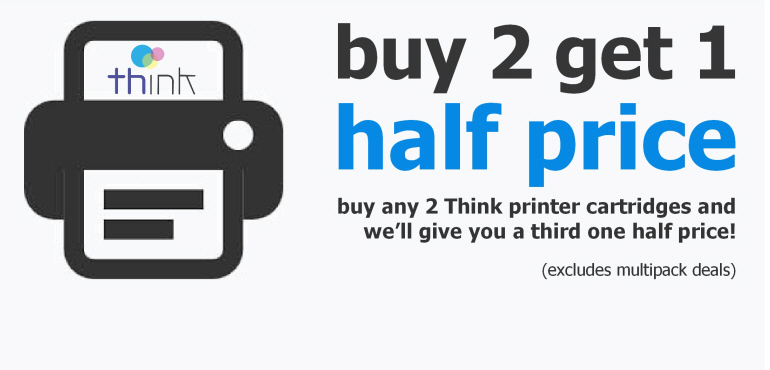 think
buy 2 get 1
half price
buy any 2 Think printer cartridges and
we’ll give you a third one half price!
(excludes multipack deals)